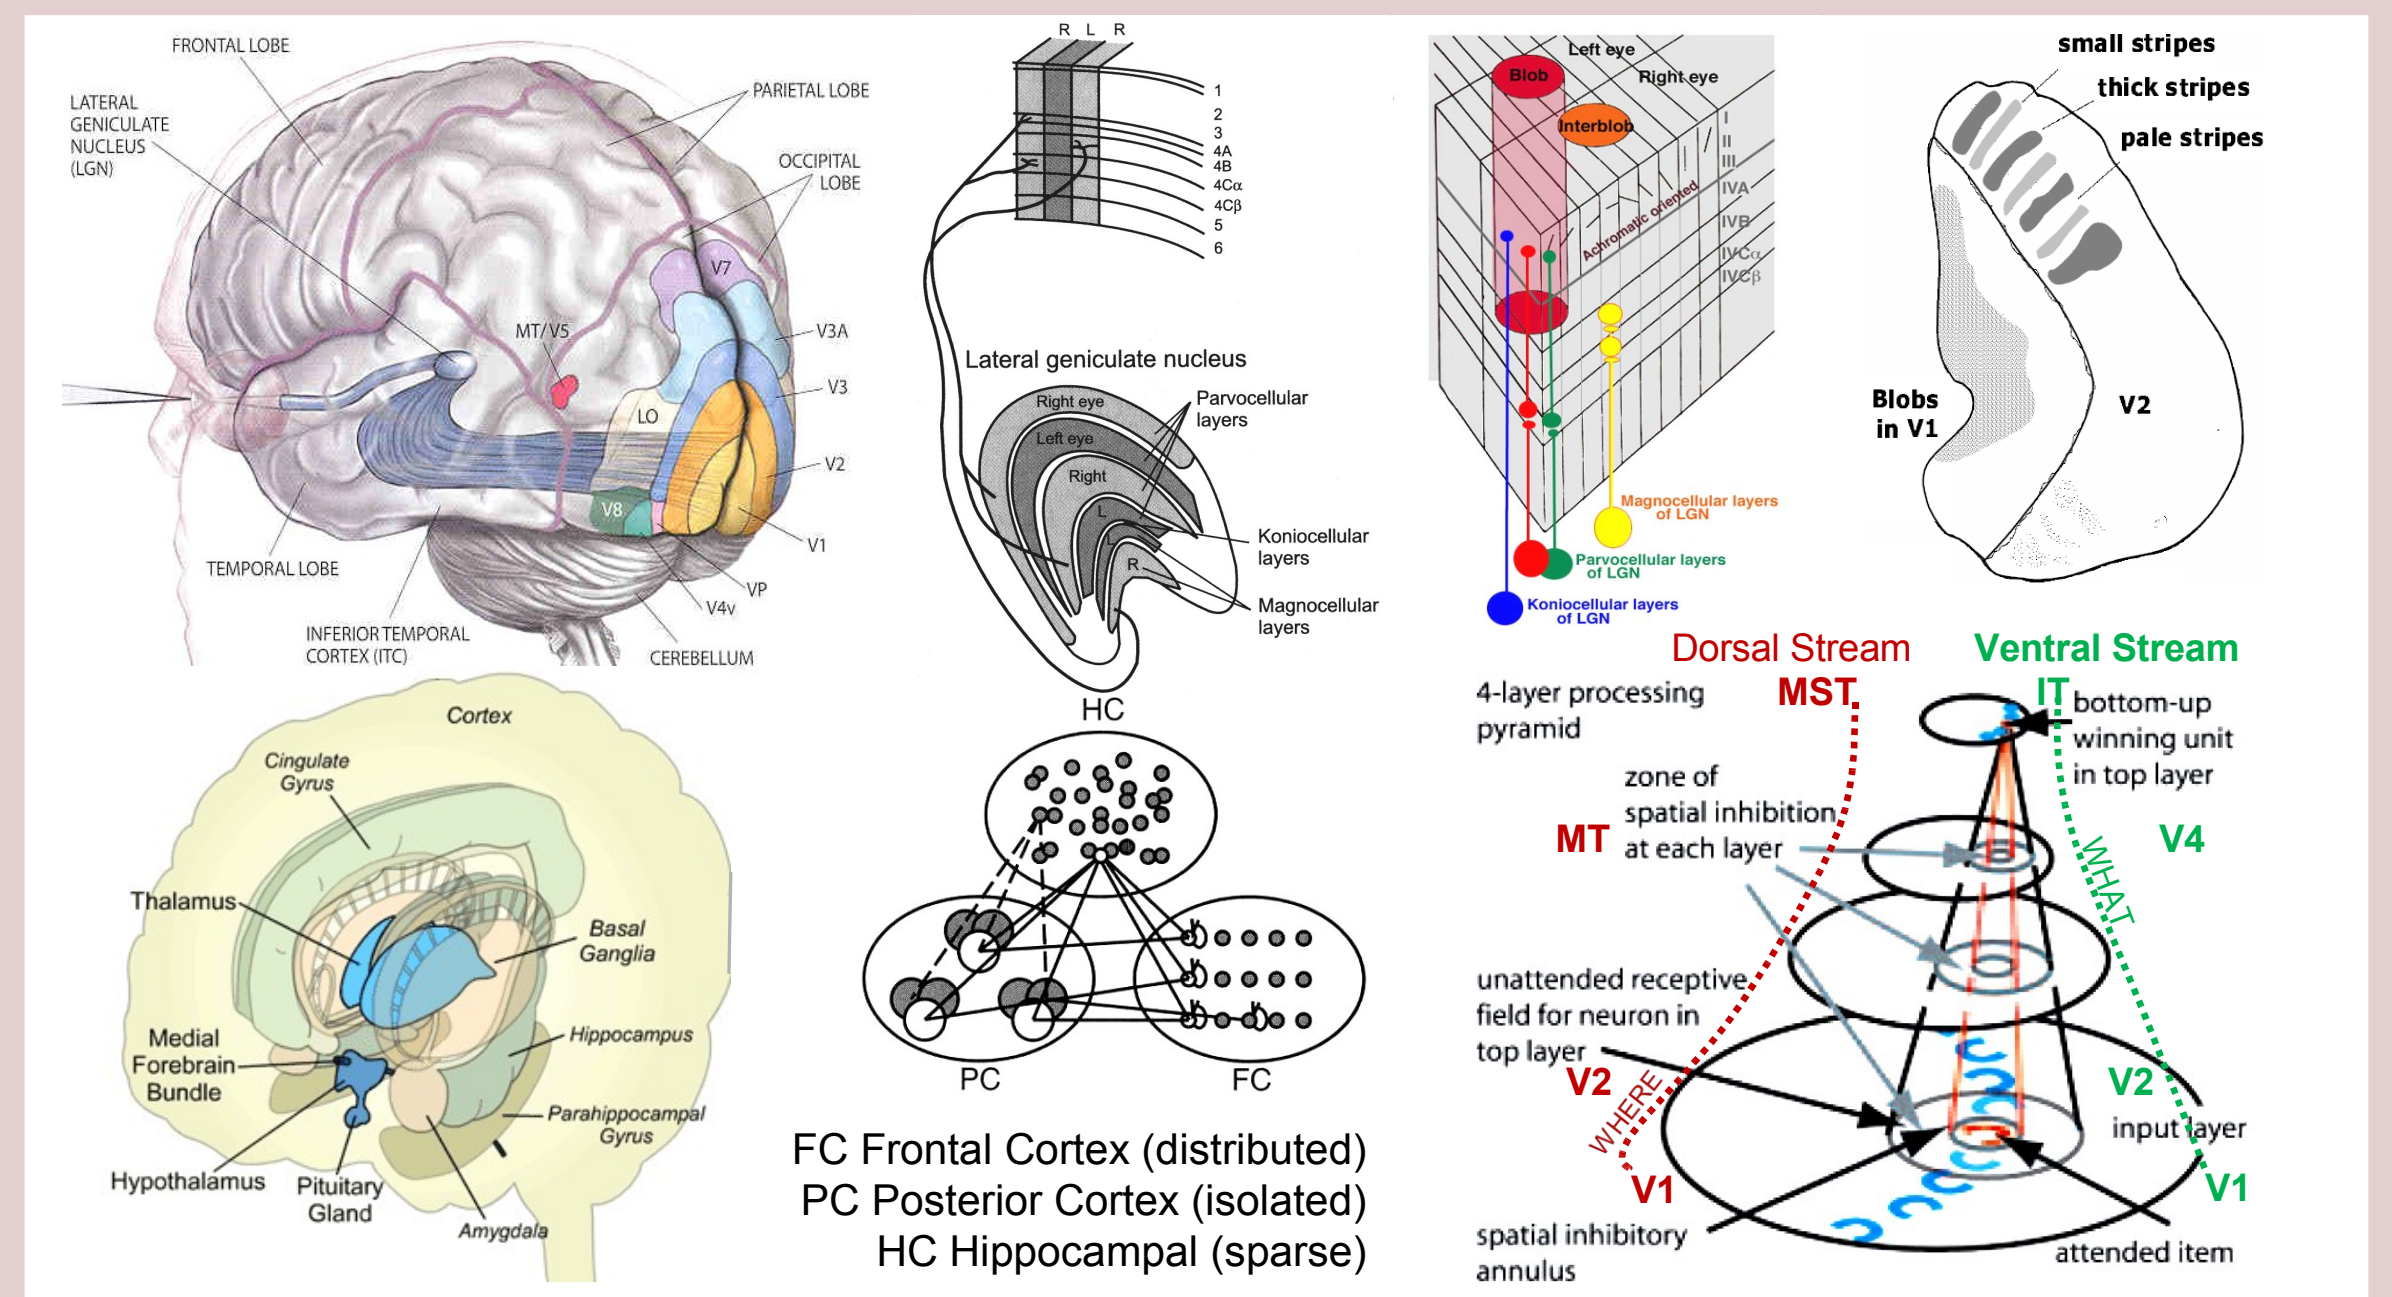 FRONTAL LOBE
LATERAL
GENICULATE
NUCLEUS
(LGN)
PARIETAL LOBE
OCCIPITAL
LOBE
V7
MT/V5
V3A
V3
LO
V2
V8
V1
VP
V4v
TEMPORAL LOBE
INFERIOR TEMPORAL
CORTEX (ITC)
CEREBELLUM
R L R
1
2
3
4A
4B
4Cα
4Cβ
5
6
Lateral geniculate nucleus
Right eye
Left eye
Right
L
L
R
Parvocellular
layers
Koniocellular
layers
Magnocellular
layers
Left eye
Right eye
Blob
Interblob
I
II
III
IVA
IVB
IVCα
IVCβ
Achromatic oriented
Magnocellular layers
of LGN
Parvocellular layers
of LGN
Koniocellular layers
of LGN
small stripes
thick stripes
pale stripes
Blobs
in V1
V2
Cortex
Cingulate
Gyrus
Thalamus
Basal
Ganglia
Medial
Forebrain
Bundle
Hippocampus
Parahippocampal
Gyrus
Hypothalamus
Pituitary
Gland
Amygdala
HC
PC
FC
FC Frontal Cortex (distributed)
PC Posterior Cortex (isolated)
HC Hippocampal (sparse)
Dorsal Stream
Ventral Stream
4-layer processing
pyramid
MST
IT
bottom-up
winning unit
in top layer
zone of
spatial inhibition
at each layer
MT
V4
WHAT
unattended receptive
field for neuron in
top layer
V2
V2
WHERE
input layer
V1
V1
spatial inhibitory
annulus
attended item